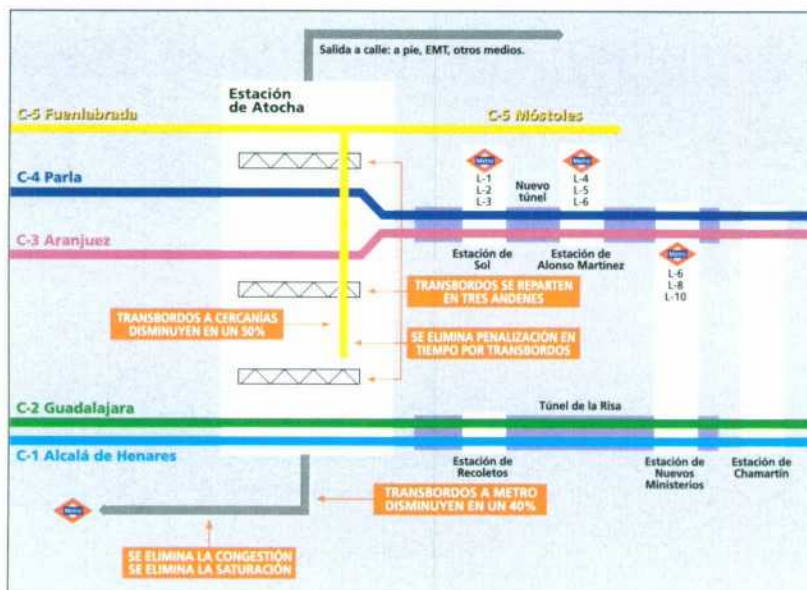 Salida a calle: a pie, EMT, otros medios.
Estación
de Atocha
C-5 Fuenlabrada
C-5 Móstoles
Metro
L-1
L-2
L-3
Nuevo
túnel
Metro
L-4
L-5
L-6
C-4 Parla
C-3 Aranjuez
Estación de
Sol
Estación de
Alonso Martínez
Metro
L-6
L-8
L-10
TRANSBORDOS SE REPARTEN
EN TRES ANDENES
TRANSBORDOS A CERCANÍAS
DISMINUYEN EN UN 50%
SE ELIMINA PENALIZACIÓN EN
TIEMPO POR TRANSBORDOS
C-2 Guadalajara
Túnel de la Risa
C-1 Alcalá de Henares
Estación de
Recoletos
Estación de
Nuevos
Ministerios
Estación de
Chamartín
TRANSBORDOS A METRO
DISMINUYEN EN UN 40%
Metro
SE ELIMINA LA CONGESTIÓN
SE ELIMINA LA SATURACIÓN